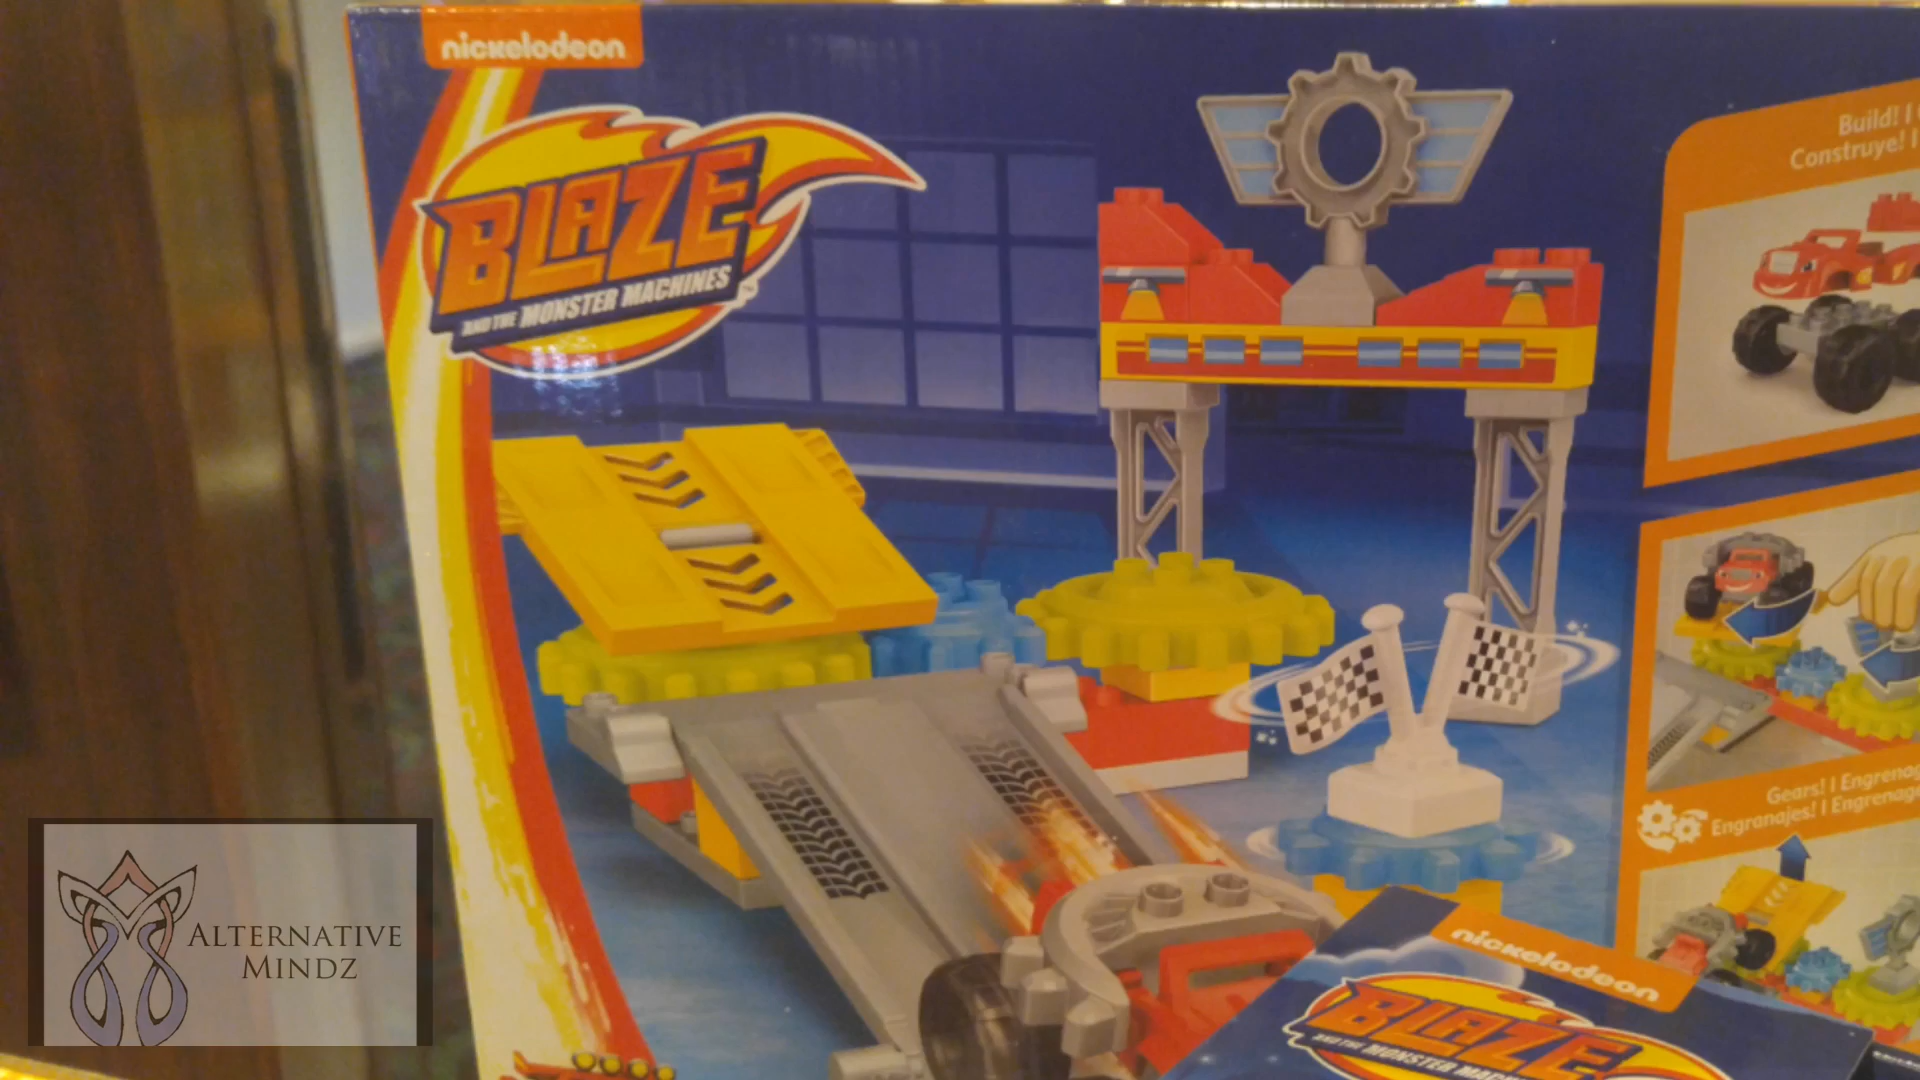 nickelodeon
BLAZE
AND THE MONSTER MACHINES
Build! I
Construye! I
Gears! I Engrenag
Engranajes! I Engrenage
nickelodeon
BLAZE
AND THE MONSTER MAC
ALTERNATIVE
MINDZ